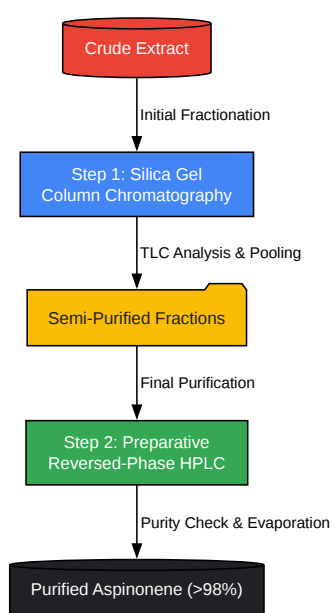 Crude Extract
Initial Fractionation
Step 1: Silica Gel
Column Chromatography
TLC Analysis & Pooling
Semi-Purified Fractions
Final Purification
Step 2: Preparative
Reversed-Phase HPLC
Purity Check & Evaporation
Purified Aspinonene (>98%)